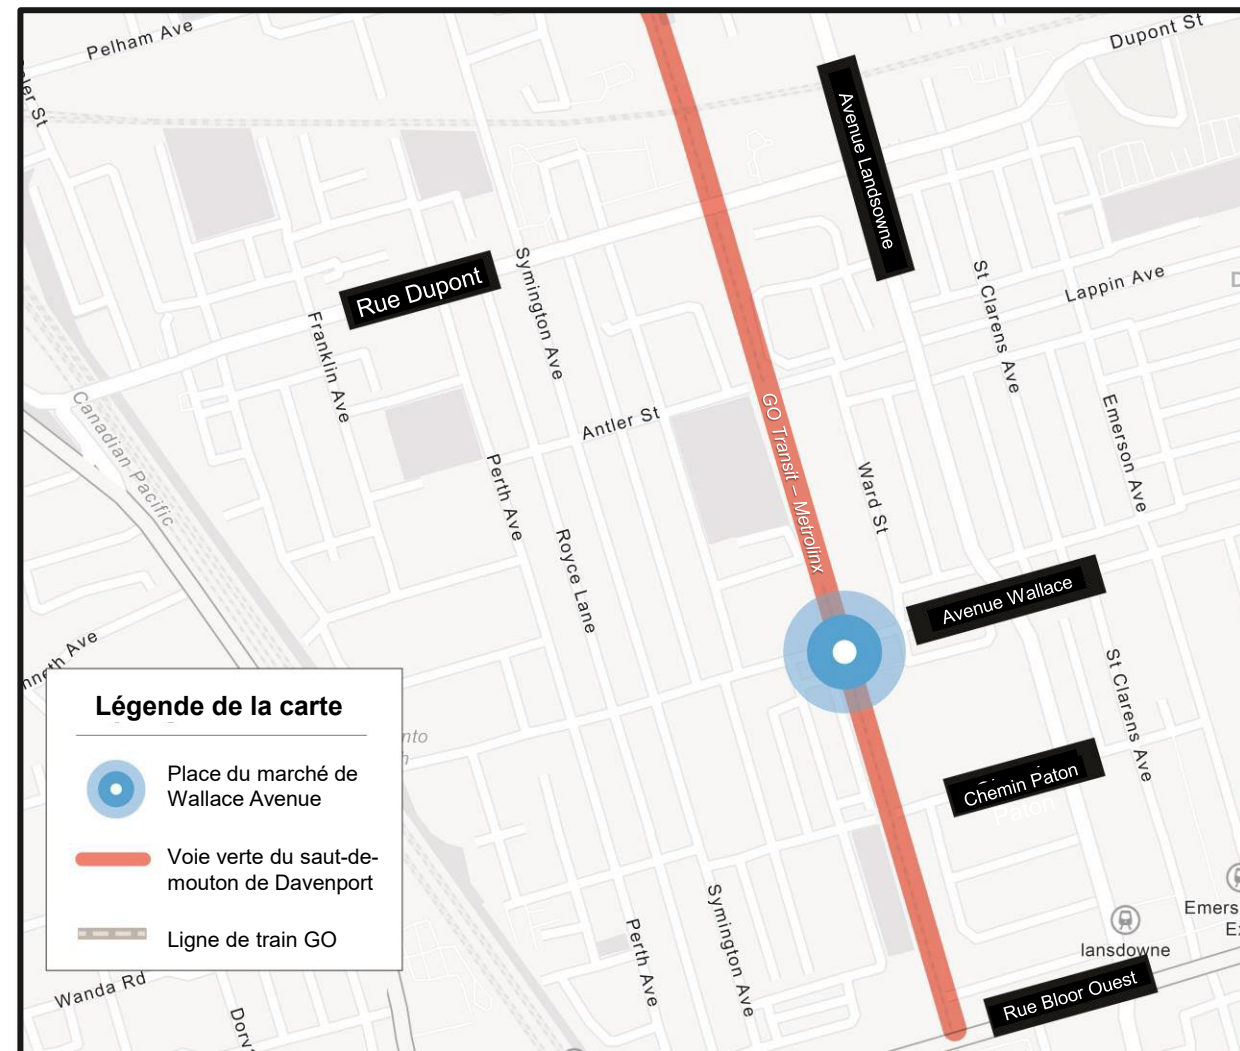 Pelham Ave
Dupont St
Avenue Landsowne
Rue Dupont
Symington Ave
St Clarens Ave
Lappin Ave
Franklin Ave
Canadian Pacific
Antler St
GO Transit – Metrolinx
Emerson Ave
Perth Ave
Ward St
Royce Lane
Avenue Wallace
St Clarens Ave
Chemin Paton
Paton
Légende de la carte
Place du marché de
Wallace Avenue
Voie verte du saut-de-
mouton de Davenport
Ligne de train GO
Symington Ave
Perth Ave
lansdowne
Rue Bloor Ouest
Wanda Rd